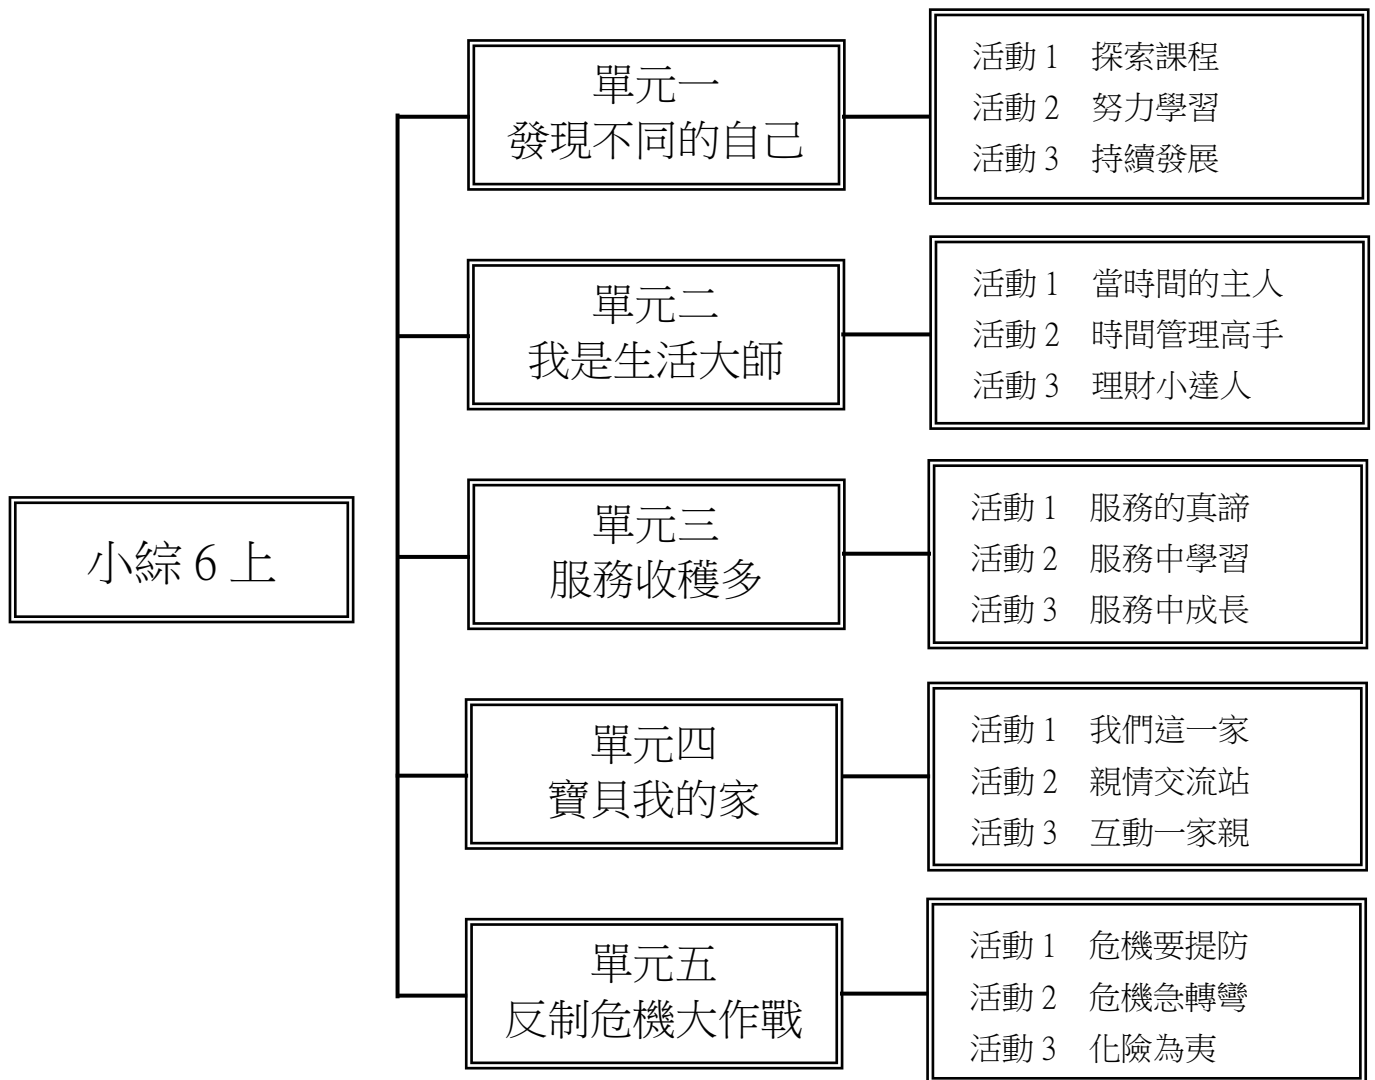 小綜 6 上
單元一
發現不同的自己
活動 1 探索課程
活動 2 努力學習
活動 3 持續發展
單元二
我是生活大師
活動 1 當時間的主人
活動 2 時間管理高手
活動 3 理財小達人
單元三
服務收穫多
活動 1 服務的真諦
活動 2 服務中學習
活動 3 服務中成長
單元四
寶貝我的家
活動 1 我們這一家
活動 2 親情交流站
活動 3 互動一家親
單元五
反制危機大作戰
活動 1 危機要提防
活動 2 危機急轉彎
活動 3 化險為夷